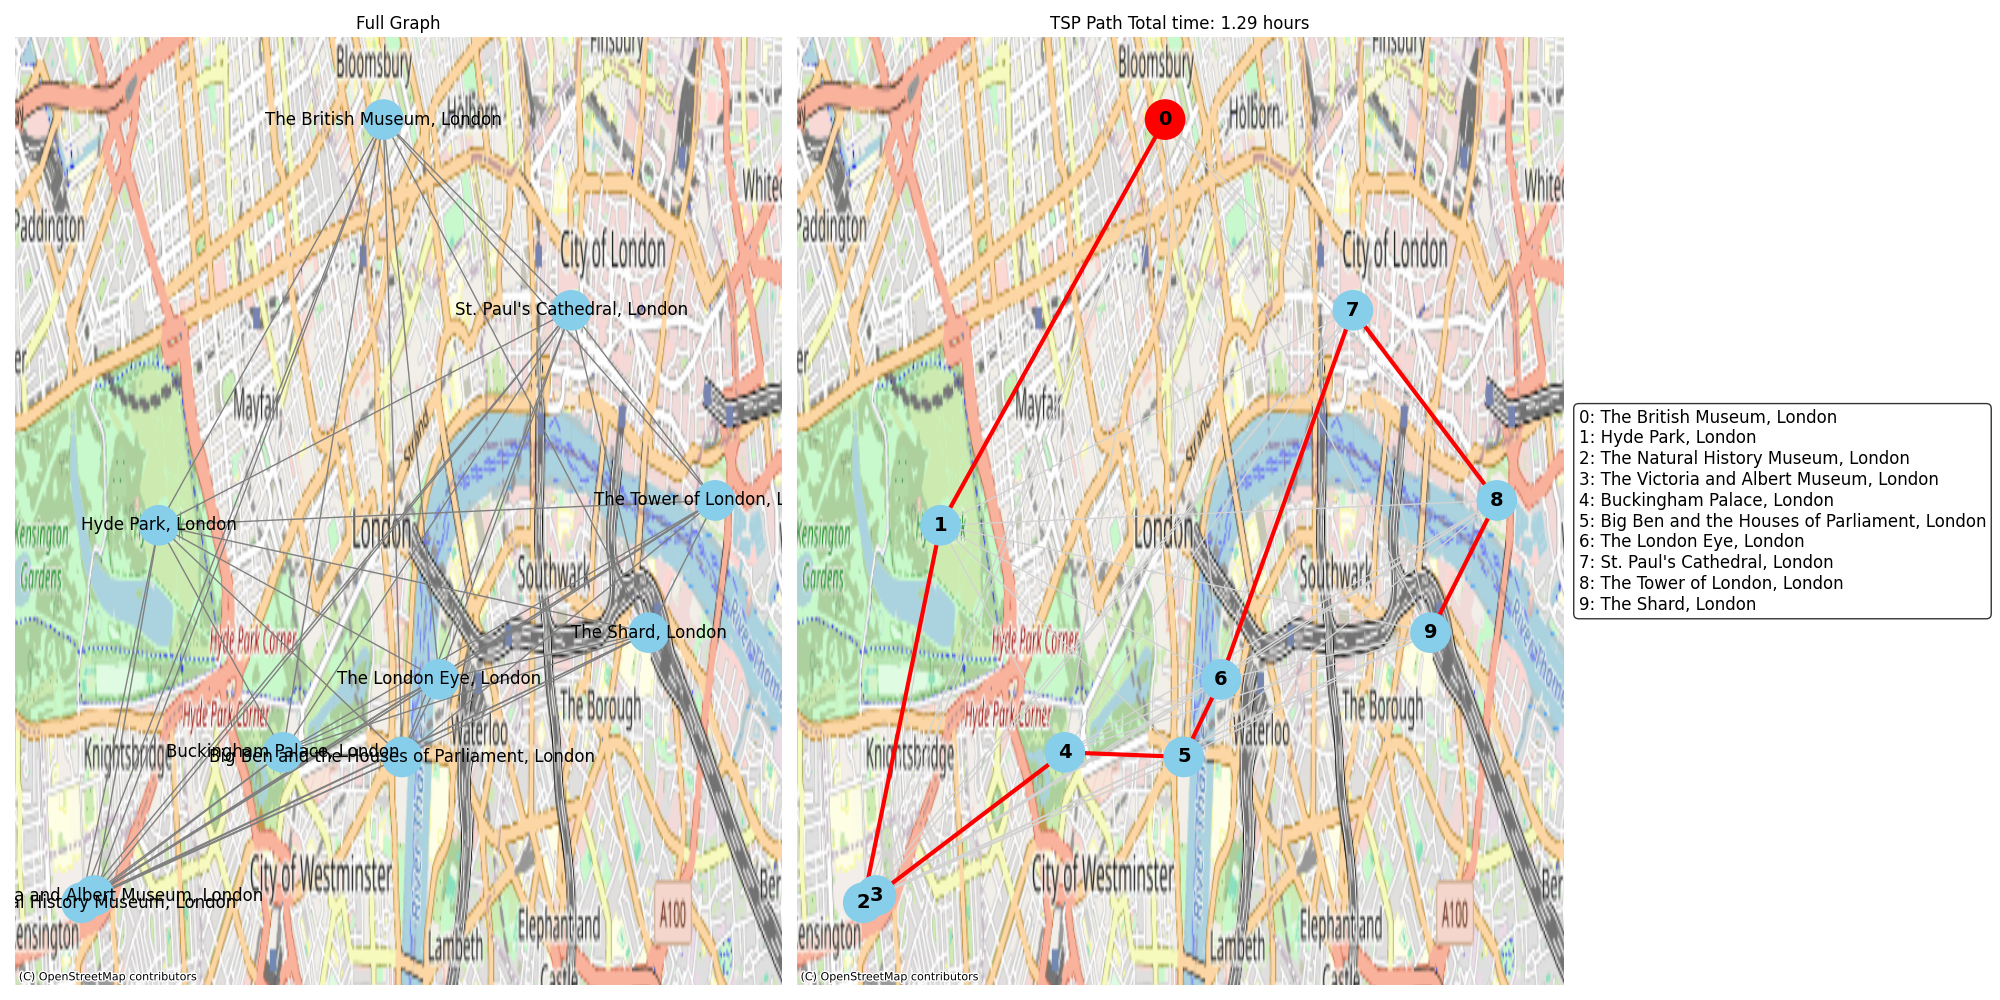 Full Graph
Bloomsbury
Finsbury
The British Museum, London
Holborn
Paddington
City of London
St. Paul's Cathedral, London
Mayfair
Strand
The Tower of London, L
Hyde Park, London
London
Kensington
Gardens
Southwark
The Shard, London
Hyde Park Corner
The London Eye, London
The Borough
Hyde Park Corner
Waterloo
Knightsbridge
Buckingham Palace, London
Big Ben and the Houses of Parliament, London
City of Westminster
a and Albert Museum, London
al History Museum, London
ensington
A100
Elephant and
Castle
Lambeth
(C) OpenStreetMap contributors
TSP Path Total time: 1.29 hours
Bloomsbury
Finsbury
0
Holborn
Paddington
City of London
7
Mayfair
Strand
8
1
London
Kensington
Gardens
Southwark
9
Hyde Park Corner
6
The Borough
Hyde Park Corner
Waterloo
Knightsbridge
4
5
City of Westminster
3
2
ensington
A100
Elephant and
Castle
Lambeth
(C) OpenStreetMap contributors
0: The British Museum, London
1: Hyde Park, London
2: The Natural History Museum, London
3: The Victoria and Albert Museum, London
4: Buckingham Palace, London
5: Big Ben and the Houses of Parliament, London
6: The London Eye, London
7: St. Paul's Cathedral, London
8: The Tower of London, London
9: The Shard, London